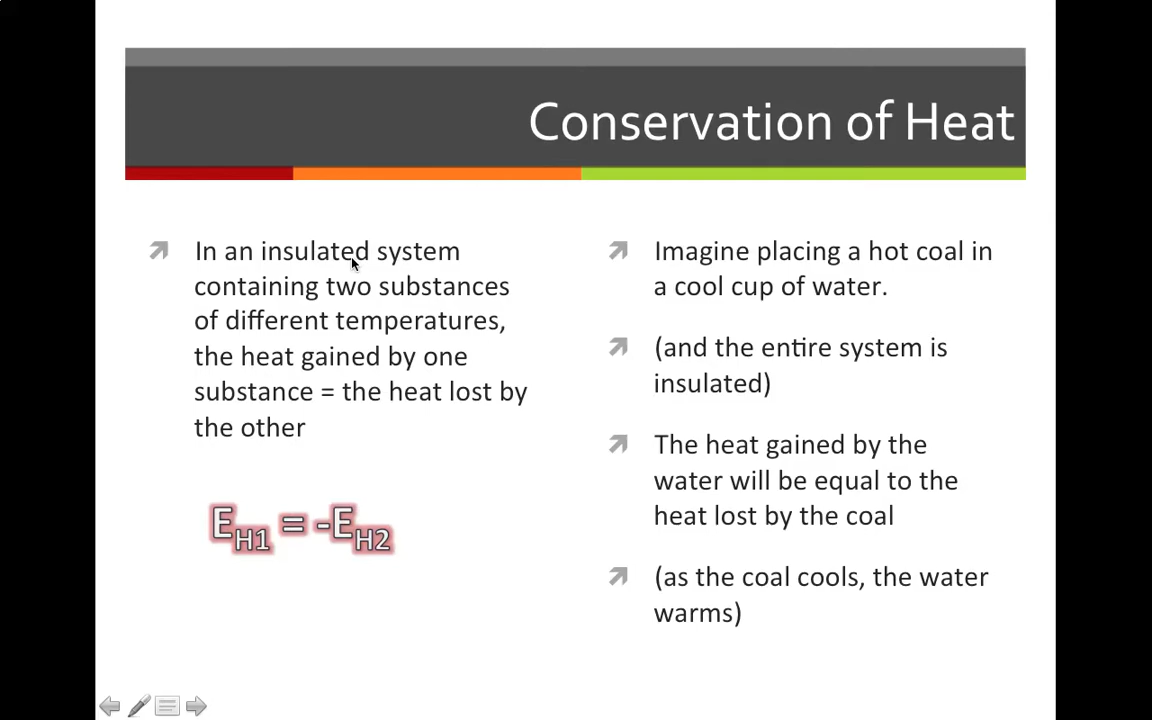 Conservation of Heat
In an insulated system
containing two substances
of different temperatures,
the heat gained by one
substance = the heat lost by
the other
E_H1 = -E_H2
Imagine placing a hot coal in
a cool cup of water.
(and the entire system is
insulated)
The heat gained by the
water will be equal to the
heat lost by the coal
(as the coal cools, the water
warms)